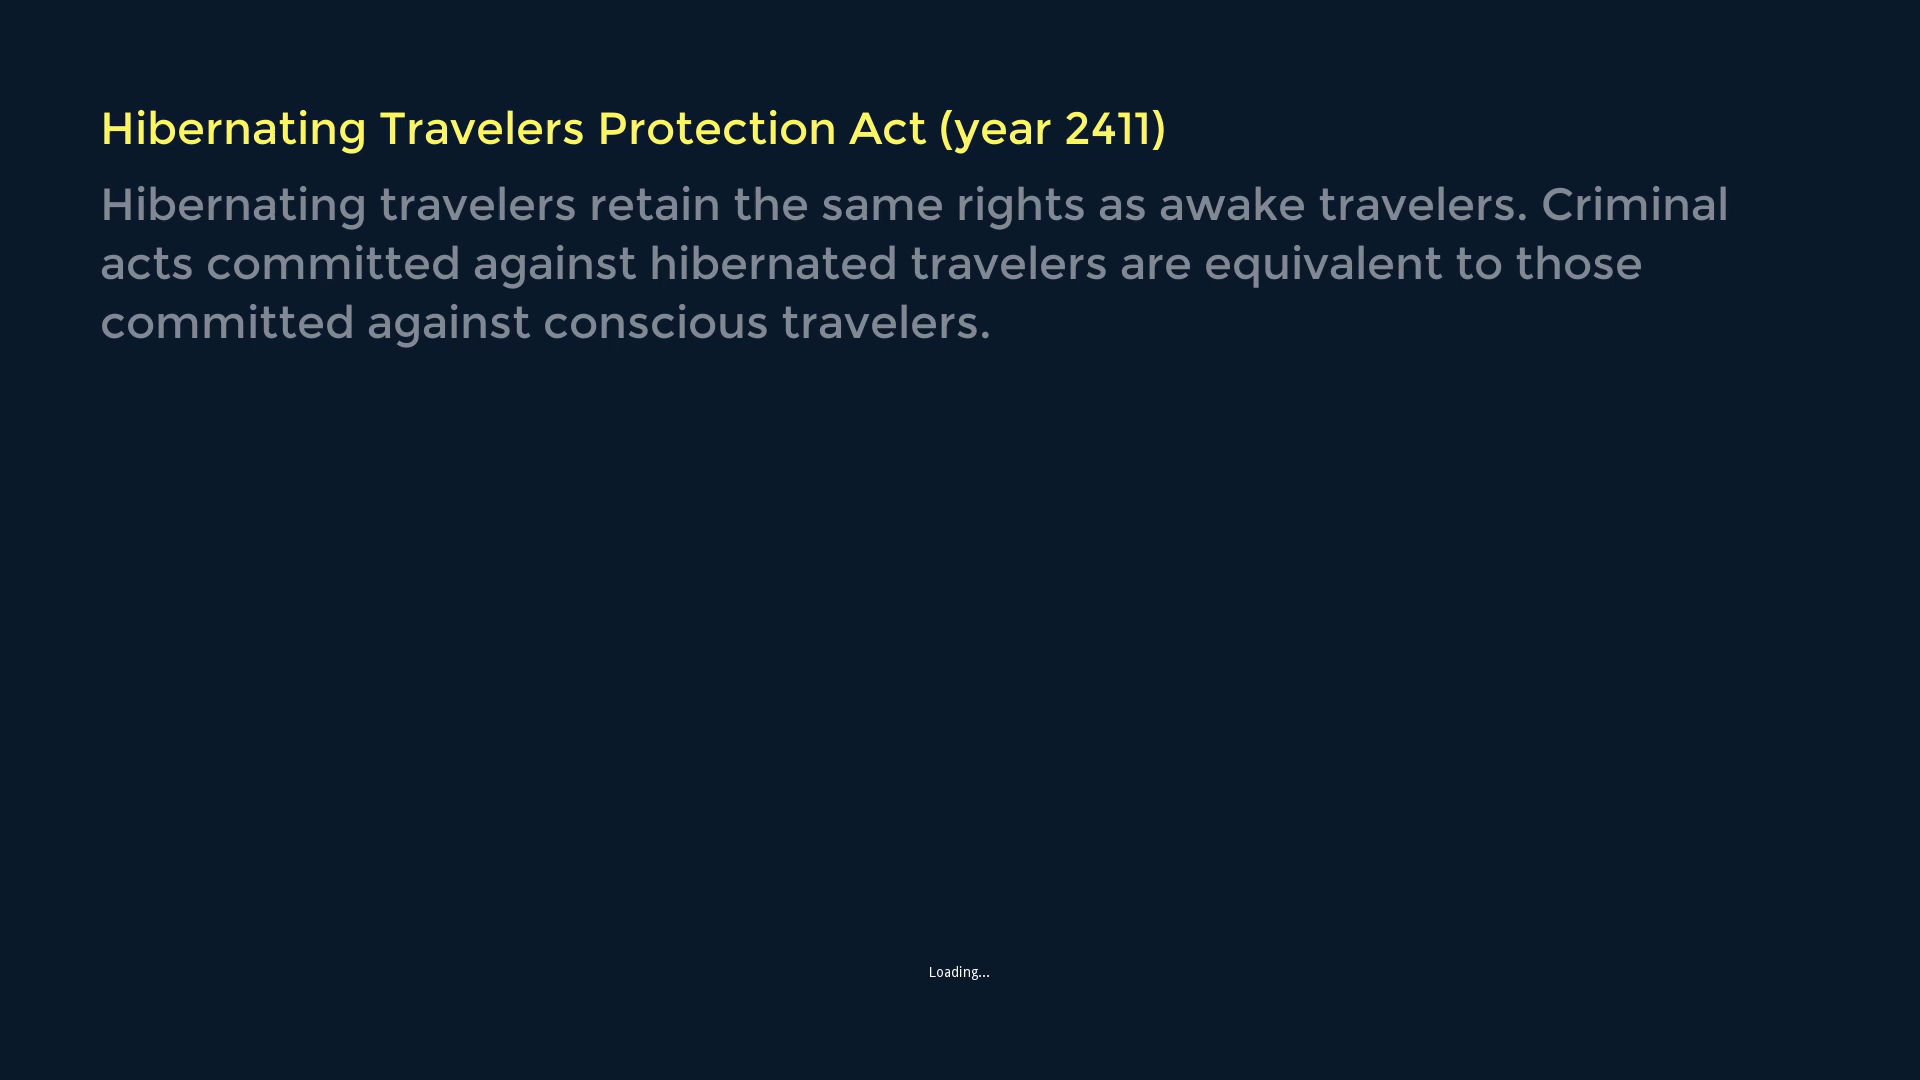 Hibernating Travelers Protection Act (year 2411)
Hibernating travelers retain the same rights as awake travelers. Criminal
acts committed against hibernated travelers are equivalent to those
committed against conscious travelers.
Loading...